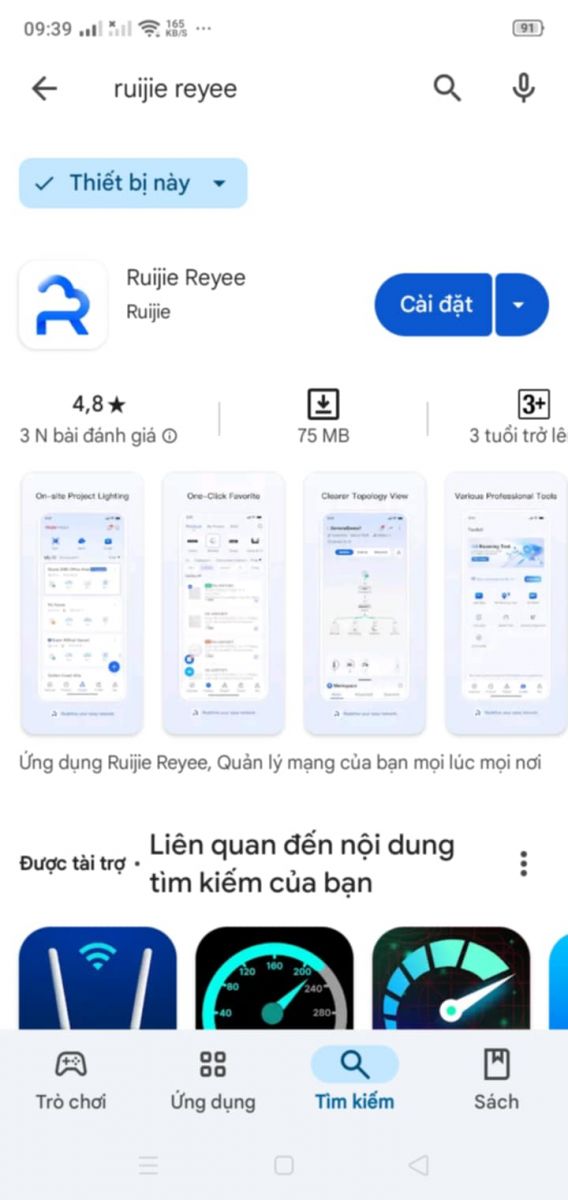 09:39
165
KB/S
91
ruijie reyee
Thiết bị này
Ruijie Reyee
Ruijie
Cài đặt
4,8
3 N bài đánh giá
75 MB
3+
3 tuổi trở lê
On-site Project Lighting
One-Click Favorite
Clearer Topology View
Various Professional Tools
Ứng dụng Ruijie Reyee, Quản lý mạng của bạn mọi lúc mọi nơi
Được tài trợ •
Liên quan đến nội dung
tìm kiếm của bạn
40
80
120
160
200
240
280
Trò chơi
Ứng dụng
Tìm kiếm
Sách